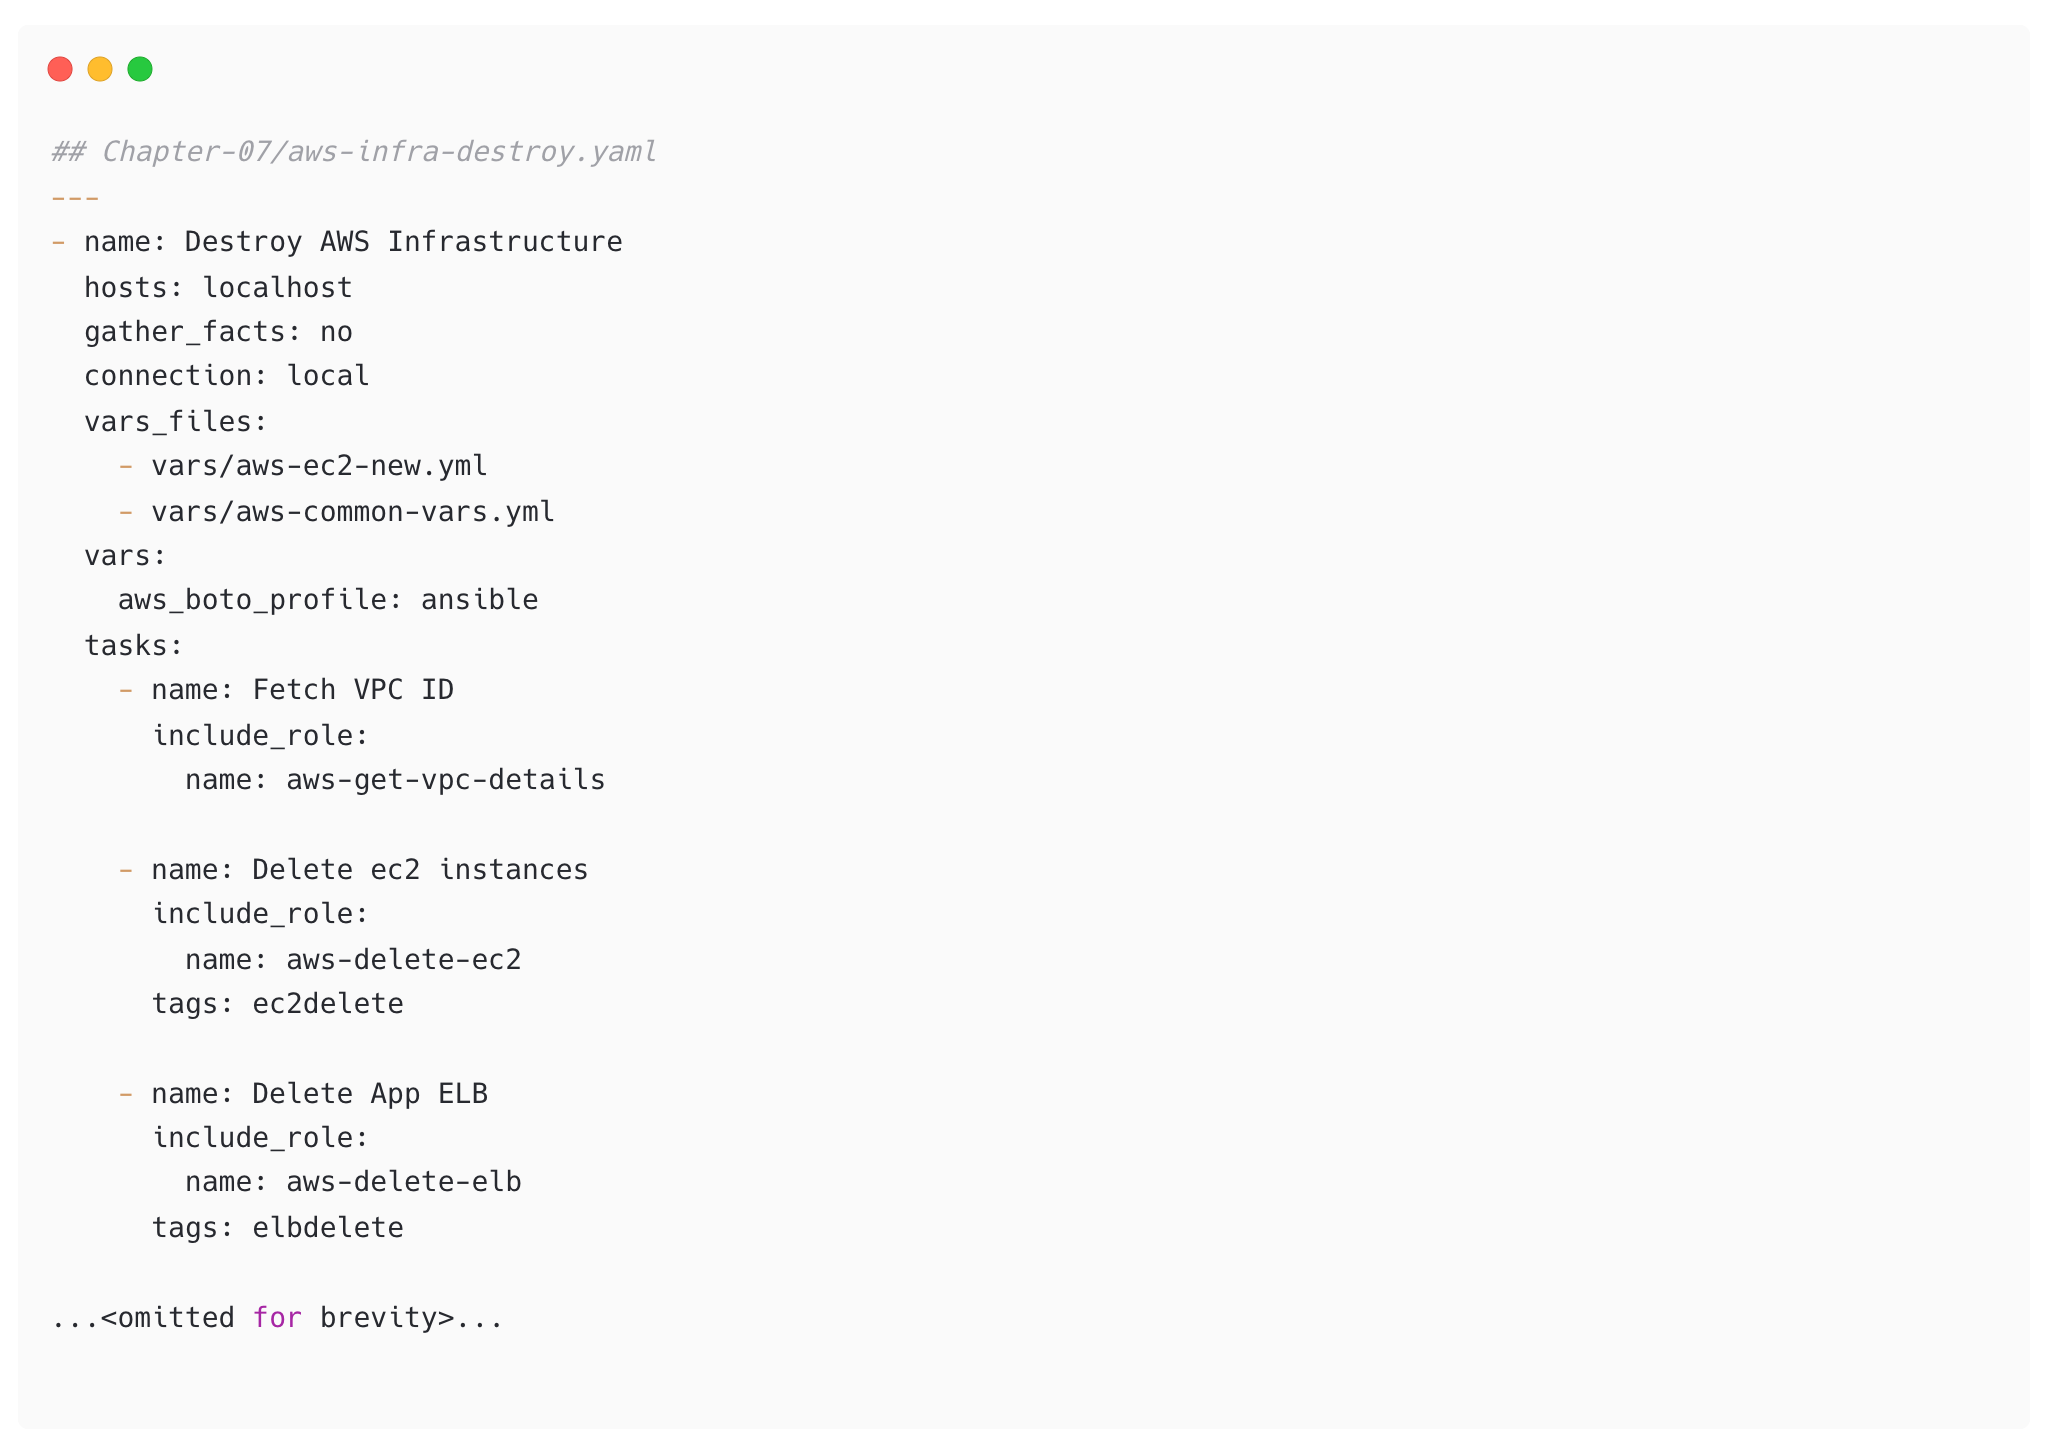 ## Chapter-07/aws-infra-destroy.yaml
---
- name: Destroy AWS Infrastructure
  hosts: localhost
  gather_facts: no
  connection: local
  vars_files:
    - vars/aws-ec2-new.yml
    - vars/aws-common-vars.yml
  vars:
    aws_boto_profile: ansible
  tasks:
    - name: Fetch VPC ID
      include_role:
        name: aws-get-vpc-details

    - name: Delete ec2 instances
      include_role:
        name: aws-delete-ec2
      tags: ec2delete

    - name: Delete App ELB
      include_role:
        name: aws-delete-elb
      tags: elbdelete

...<omitted for brevity>...